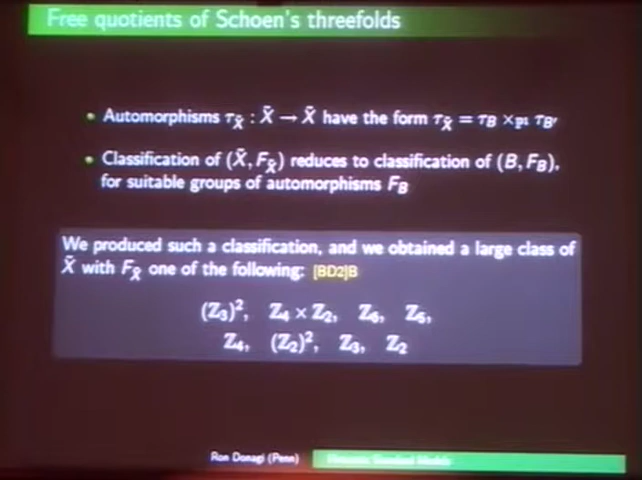 Free quotients of Schoen's threefolds
• Automorphisms τ_X̃ : X̃ → X̃ have the form τ_X̃ = τ_B ×_ℙ¹ τ_B′
• Classification of (X̃, F_X̃) reduces to classification of (B, F_B),
for suitable groups of automorphisms F_B
We produced such a classification, and we obtained a large class of
X̃ with F_X̃ one of the following: [BD2]B
(ℤ₃)², ℤ₄ × ℤ₂, ℤ₆, ℤ₅,
ℤ₄, (ℤ₂)², ℤ₃, ℤ₂
Ron Donagi (Penn)